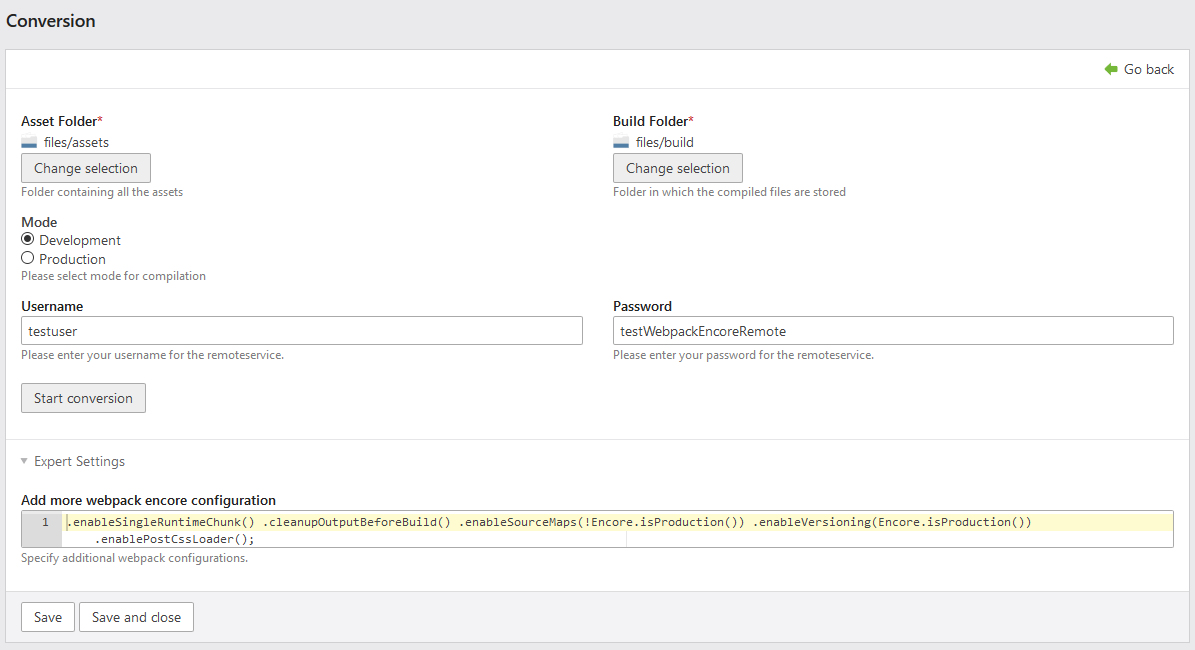 Conversion
Go back
Asset Folder*
files/assets
Change selection
Folder containing all the assets
Build Folder*
files/build
Change selection
Folder in which the compiled files are stored
Mode
Development
Production
Please select mode for compilation
Username
testuser
Please enter your username for the remoteservice.
Password
testWebpackEncoreRemote
Please enter your password for the remoteservice.
Start conversion
Expert Settings
Add more webpack encore configuration
1 .enableSingleRuntimeChunk() .cleanupOutputBeforeBuild() .enableSourceMaps(!Encore.isProduction()) .enableVersioning(Encore.isProduction())
.enablePostCssLoader();
Specify additional webpack configurations.
Save
Save and close